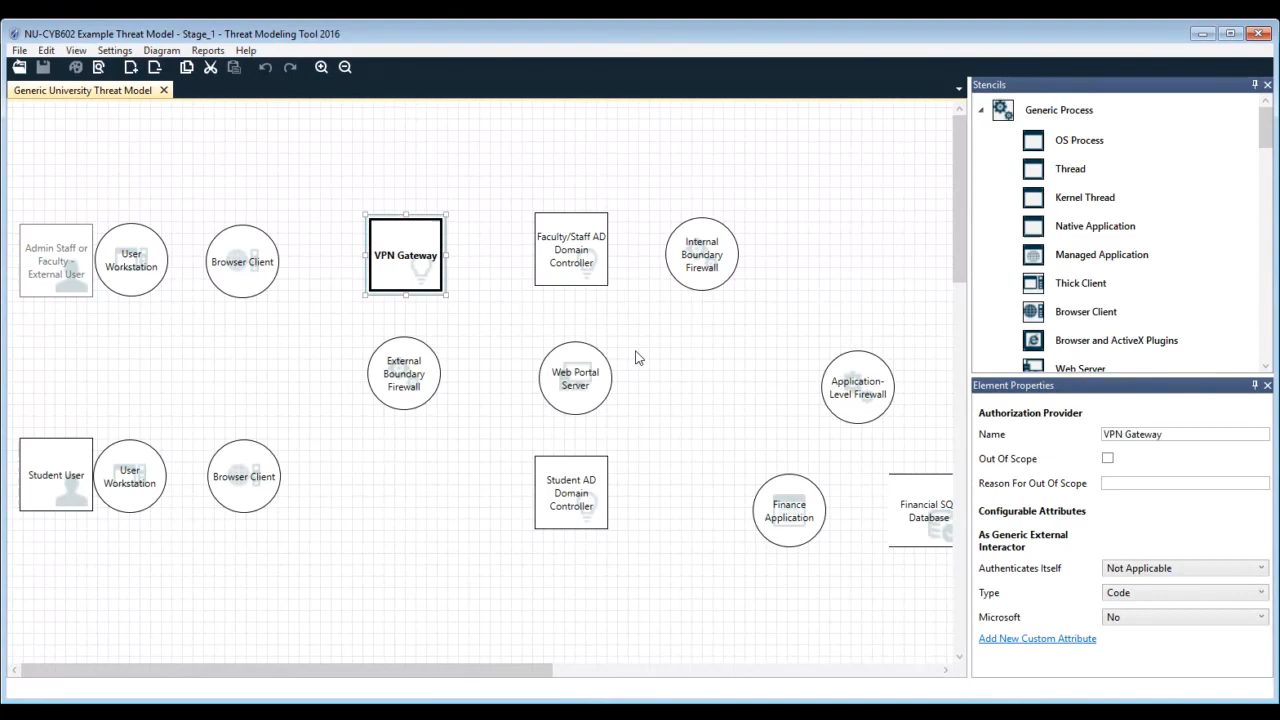 NU-CYB602 Example Threat Model - Stage_1 - Threat Modeling Tool 2016
File Edit View Settings Diagram Reports Help
Generic University Threat Model
Admin Staff or
Faculty -
External User
User
Workstation
Browser Client
VPN Gateway
Faculty/Staff AD
Domain
Controller
Internal
Boundary
Firewall
External
Boundary
Firewall
Web Portal
Server
Application-
Level Firewall
Student User
User
Workstation
Browser Client
Student AD
Domain
Controller
Finance
Application
Financial SQ
Database
Stencils
Generic Process
OS Process
Thread
Kernel Thread
Native Application
Managed Application
Thick Client
Browser Client
Browser and ActiveX Plugins
Web Server
Element Properties
Authorization Provider
Name VPN Gateway
Out Of Scope
Reason For Out Of Scope
Configurable Attributes
As Generic External
Interactor
Authenticates Itself Not Applicable
Type Code
Microsoft No
Add New Custom Attribute